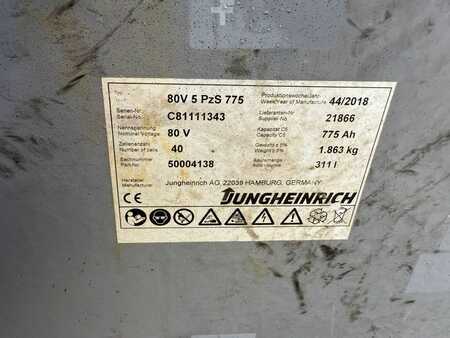 Typ 80V 5 PzS 775 Produktionswoche/Jahr Week/Year of Manufacture 44/2018
Serien-Nr. Serial-No. C81111343 Lieferanten-Nr. Supplier No. 21866
Nennspannung Nominal Voltage 80 V Kapazität C5 Capacity C5 775 Ah
Zellenanzahl Number of cells 40 Gewicht ± 5% Weight ± 5% 1.863 kg
Sachnummer Part-No. 50004138 311 l
Hersteller Manufacturer Jungheinrich AG, 22039 HAMBURG, GERMANY
CE JUNGHEINRICH